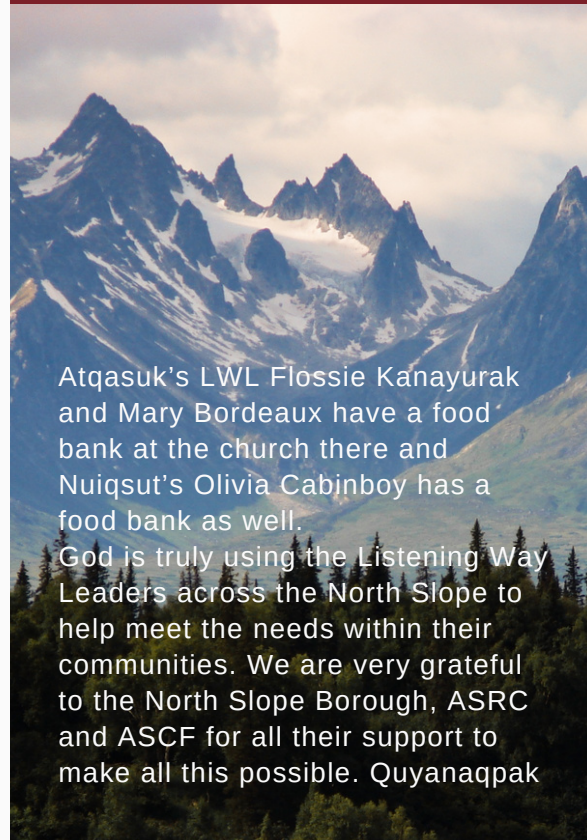 Atqasuk’s LWL Flossie Kanayurak
and Mary Bordeaux have a food
bank at the church there and
Nuiqsut’s Olivia Cabinboy has a
food bank as well.
God is truly using the Listening Way
Leaders across the North Slope to
help meet the needs within their
communities. We are very grateful
to the North Slope Borough, ASRC
and ASCF for all their support to
make all this possible. Quyanaqpak